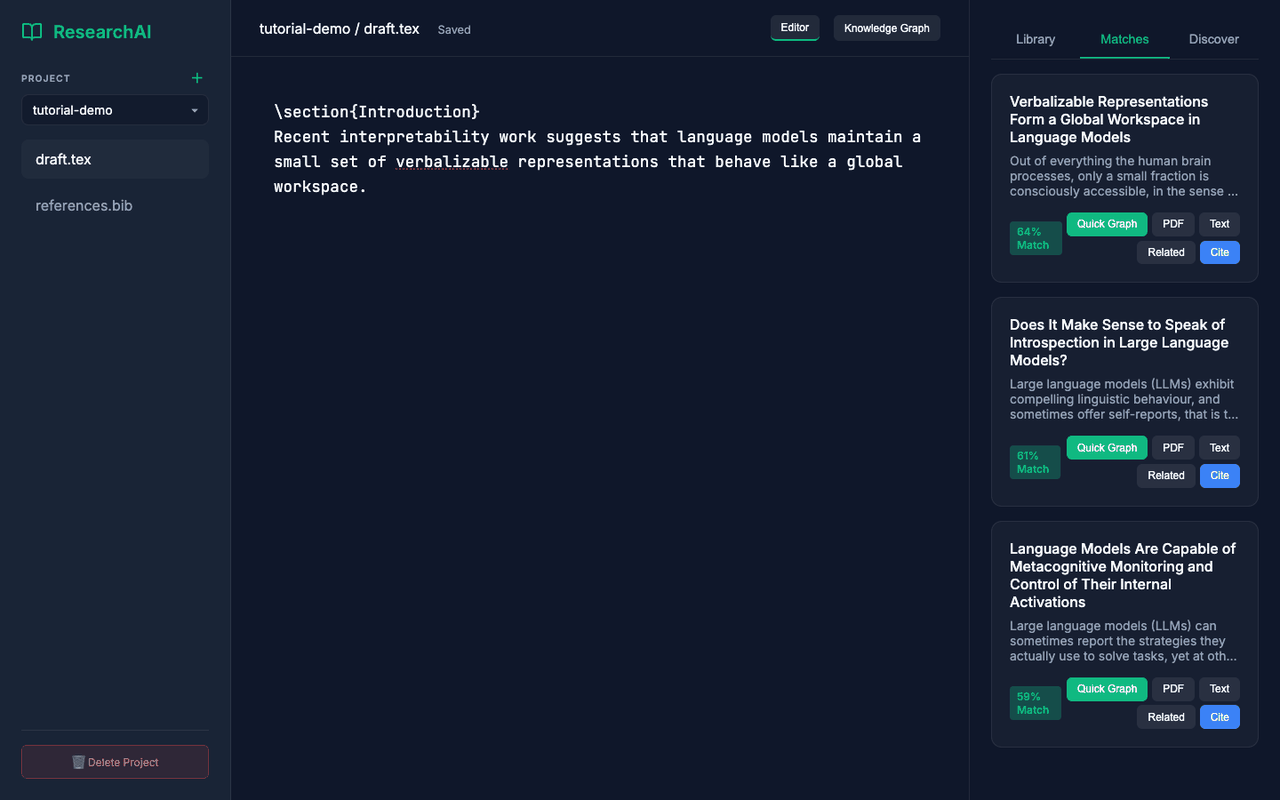 ResearchAI
PROJECT
+
tutorial-demo
draft.tex
references.bib
Delete Project
tutorial-demo / draft.tex
Saved
Editor
Knowledge Graph
\section{Introduction}
Recent interpretability work suggests that language models maintain a
small set of verbalizable representations that behave like a global
workspace.
Library
Matches
Discover
Verbalizable Representations
Form a Global Workspace in
Language Models
Out of everything the human brain
processes, only a small fraction is
consciously accessible, in the sense ...
64%
Match
Quick Graph
PDF
Text
Related
Cite
Does It Make Sense to Speak of
Introspection in Large Language
Models?
Large language models (LLMs) exhibit
compelling linguistic behaviour, and
sometimes offer self-reports, that is t...
61%
Match
Quick Graph
PDF
Text
Related
Cite
Language Models Are Capable of
Metacognitive Monitoring and
Control of Their Internal
Activations
Large language models (LLMs) can
sometimes report the strategies they
actually use to solve tasks, yet at oth...
59%
Match
Quick Graph
PDF
Text
Related
Cite